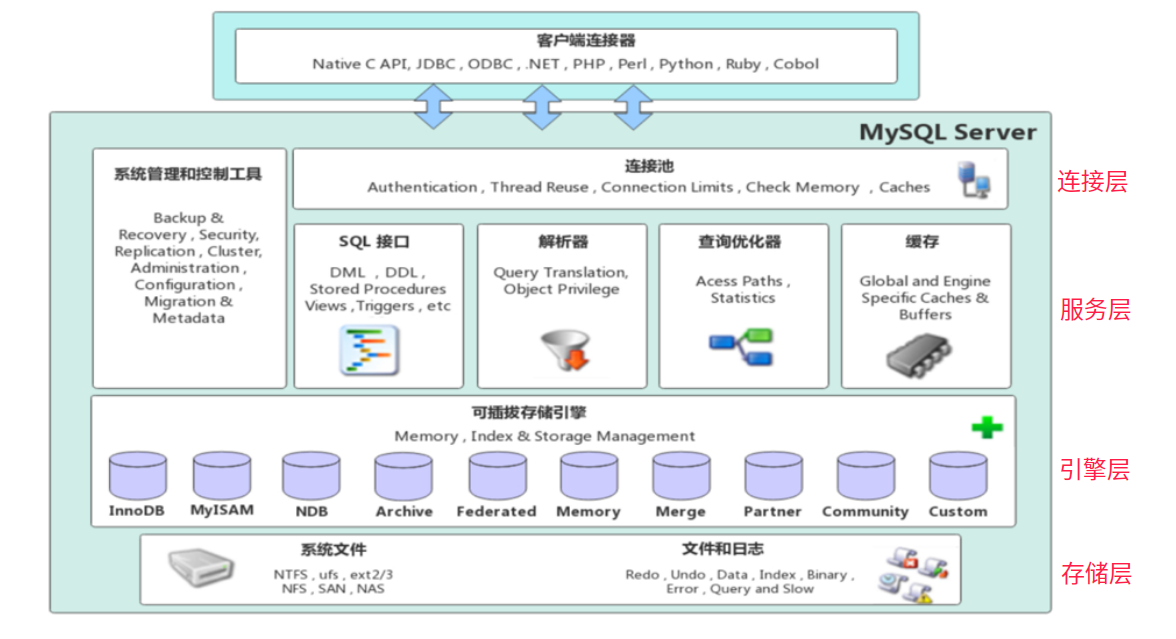 客户端连接器
Native C API, JDBC , ODBC , .NET , PHP , Perl , Python , Ruby , Cobol
MySQL Server
系统管理和控制工具
Backup &
Recovery , Security,
Replication , Cluster,
Administration ,
Configuration ,
Migration &
Metadata
连接池
Authentication , Thread Reuse , Connection Limits , Check Memory , Caches
连接层
SQL 接口
DML , DDL ,
Stored Procedures
Views ,Triggers , etc
解析器
Query Translation,
Object Privilege
查询优化器
Acess Paths ,
Statistics
缓存
Global and Engine
Specific Caches &
Buffers
服务层
可插拔存储引擎
Memory , Index & Storage Management
InnoDB
MyISAM
NDB
Archive
Federated
Memory
Merge
Partner
Community
Custom
引擎层
系统文件
NTFS , ufs , ext2/3
NFS , SAN , NAS
文件和日志
Redo , Undo , Data , Index , Binary ,
Error , Query and Slow
存储层